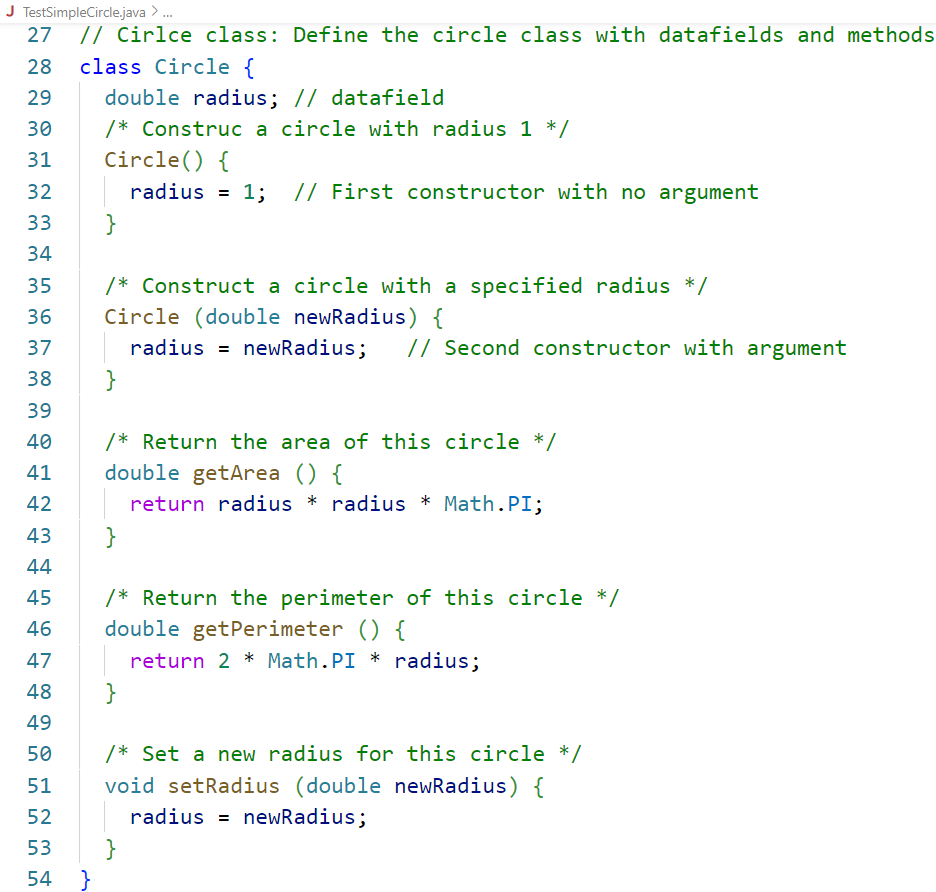 J TestSimpleCircle.java > ...
27 // Cirlce class: Define the circle class with datafields and methods
28 class Circle {
29 double radius; // datafield
30 /* Construc a circle with radius 1 */
31 Circle() {
32 radius = 1; // First constructor with no argument
33 }
34
35 /* Construct a circle with a specified radius */
36 Circle (double newRadius) {
37 radius = newRadius; // Second constructor with argument
38 }
39
40 /* Return the area of this circle */
41 double getArea () {
42 return radius * radius * Math.PI;
43 }
44
45 /* Return the perimeter of this circle */
46 double getPerimeter () {
47 return 2 * Math.PI * radius;
48 }
49
50 /* Set a new radius for this circle */
51 void setRadius (double newRadius) {
52 radius = newRadius;
53 }
54 }